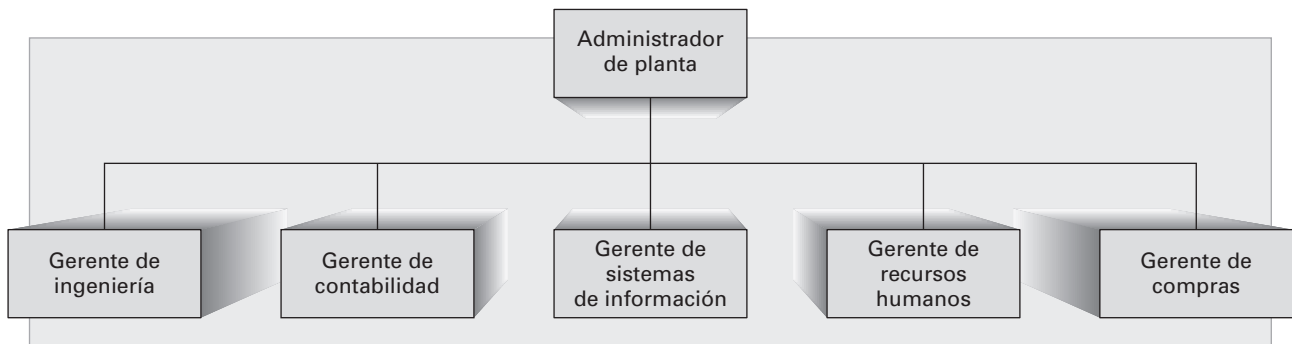 Administrador
de planta
Gerente de
ingeniería
Gerente de
contabilidad
Gerente de
sistemas
de información
Gerente de
recursos
humanos
Gerente de
compras